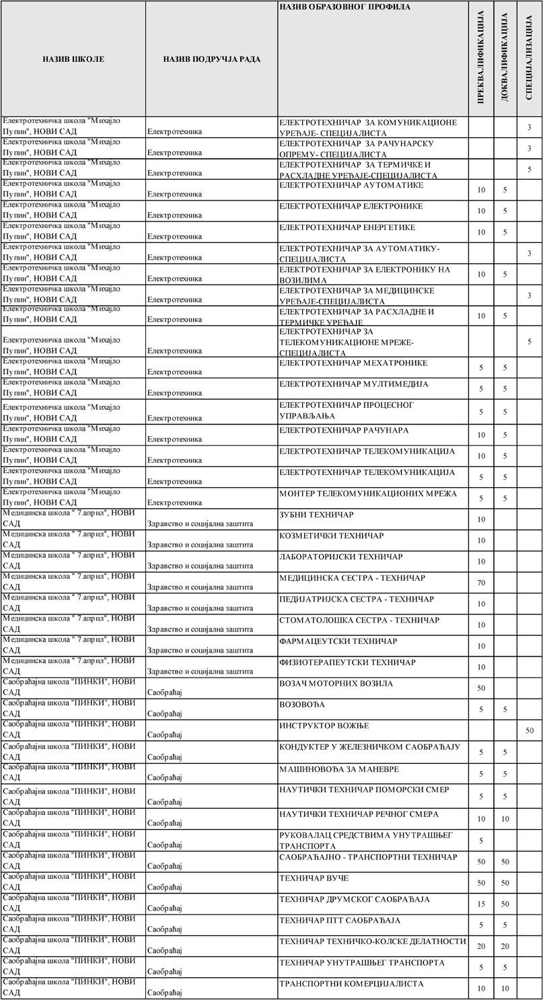 НАЗИВ ШКОЛЕ
НАЗИВ ПОДРУЧЈА РАДА
НАЗИВ ОБРАЗОВНОГ ПРОФИЛА
ПРЕКВАЛИФИКАЦИЈА
ДОКВАЛИФИКАЦИЈА
СПЕЦИЈАЛИЗАЦИЈА
Електротехничка школа "Михајло
Пупин", НОВИ САД Електротехника
ЕЛЕКТРОТЕХНИЧАР ЗА КОМУНИКАЦИОНЕ
УРЕЂАЈЕ- СПЕЦИЈАЛИСТА 3
Електротехничка школа "Михајло
Пупин", НОВИ САД Електротехника
ЕЛЕКТРОТЕХНИЧАР ЗА РАЧУНАРСКУ
ОПРЕМУ- СПЕЦИЈАЛИСТА 3
Електротехничка школа "Михајло
Пупин", НОВИ САД Електротехника
ЕЛЕКТРОТЕХНИЧАР ЗА ТЕРМИЧКЕ И
РАСХЛАДНЕ УРЕЂАЈЕ-СПЕЦИЈАЛИСТА 5
Електротехничка школа "Михајло
Пупин", НОВИ САД Електротехника
ЕЛЕКТРОТЕХНИЧАР АУТОМАТИКЕ 10 5
Електротехничка школа "Михајло
Пупин", НОВИ САД Електротехника
ЕЛЕКТРОТЕХНИЧАР ЕЛЕКТРОНИКЕ 10 5
Електротехничка школа "Михајло
Пупин", НОВИ САД Електротехника
ЕЛЕКТРОТЕХНИЧАР ЕНЕРГЕТИКЕ 10 5
Електротехничка школа "Михајло
Пупин", НОВИ САД Електротехника
ЕЛЕКТРОТЕХНИЧАР ЗА АУТОМАТИКУ-
СПЕЦИЈАЛИСТА 3
Електротехничка школа "Михајло
Пупин", НОВИ САД Електротехника
ЕЛЕКТРОТЕХНИЧАР ЗА ЕЛЕКТРОНИКУ НА
ВОЗИЛИМА 10 5
Електротехничка школа "Михајло
Пупин", НОВИ САД Електротехника
ЕЛЕКТРОТЕХНИЧАР ЗА МЕДИЦИНСКЕ
УРЕЂАЈЕ-СПЕЦИЈАЛИСТА 3
Електротехничка школа "Михајло
Пупин", НОВИ САД Електротехника
ЕЛЕКТРОТЕХНИЧАР ЗА РАСХЛАДНЕ И
ТЕРМИЧКЕ УРЕЂАЈЕ 10 5
Електротехничка школа "Михајло
Пупин", НОВИ САД Електротехника
ЕЛЕКТРОТЕХНИЧАР ЗА
ТЕЛЕКОМУНИКАЦИОНЕ МРЕЖЕ-
СПЕЦИЈАЛИСТА 5
Електротехничка школа "Михајло
Пупин", НОВИ САД Електротехника
ЕЛЕКТРОТЕХНИЧАР МЕХАТРОНИКЕ 5 5
Електротехничка школа "Михајло
Пупин", НОВИ САД Електротехника
ЕЛЕКТРОТЕХНИЧАР МУЛТИМЕДИЈА 5 5
Електротехничка школа "Михајло
Пупин", НОВИ САД Електротехника
ЕЛЕКТРОТЕХНИЧАР ПРОЦЕСНОГ
УПРАВЉАЊА 5 5
Електротехничка школа "Михајло
Пупин", НОВИ САД Електротехника
ЕЛЕКТРОТЕХНИЧАР РАЧУНАРА 10 5
Електротехничка школа "Михајло
Пупин", НОВИ САД Електротехника
ЕЛЕКТРОТЕХНИЧАР ТЕЛЕКОМУНИКАЦИЈА 10 5
Електротехничка школа "Михајло
Пупин", НОВИ САД Електротехника
ЕЛЕКТРОТЕХНИЧАР ТЕЛЕКОМУНИКАЦИЈА 5 5
Електротехничка школа "Михајло
Пупин", НОВИ САД Електротехника
МОНТЕР ТЕЛЕКОМУНИКАЦИОНИХ МРЕЖА 5 5
Медицинска школа " 7.април", НОВИ
САД Здравство и социјална заштита
ЗУБНИ ТЕХНИЧАР 10
Медицинска школа " 7.април", НОВИ
САД Здравство и социјална заштита
КОЗМЕТИЧКИ ТЕХНИЧАР 10
Медицинска школа " 7.април", НОВИ
САД Здравство и социјална заштита
ЛАБОРАТОРИЈСКИ ТЕХНИЧАР 10
Медицинска школа " 7.април", НОВИ
САД Здравство и социјална заштита
МЕДИЦИНСКА СЕСТРА - ТЕХНИЧАР 70
Медицинска школа " 7.април", НОВИ
САД Здравство и социјална заштита
ПЕДИЈАТРИЈСКА СЕСТРА - ТЕХНИЧАР 10
Медицинска школа " 7.април", НОВИ
САД Здравство и социјална заштита
СТОМАТОЛОШКА СЕСТРА - ТЕХНИЧАР 10
Медицинска школа " 7.април", НОВИ
САД Здравство и социјална заштита
ФАРМАЦЕУТСКИ ТЕХНИЧАР 10
Медицинска школа " 7.април", НОВИ
САД Здравство и социјална заштита
ФИЗИОТЕРАПЕУТСКИ ТЕХНИЧАР 10
Саобраћајна школа "ПИНКИ", НОВИ
САД Саобраћај
ВОЗАЧ МОТОРНИХ ВОЗИЛА 50
Саобраћајна школа "ПИНКИ", НОВИ
САД Саобраћај
ВОЗОВОЂА 5 5
Саобраћајна школа "ПИНКИ", НОВИ
САД Саобраћај
ИНСТРУКТОР ВОЖЊЕ 50
Саобраћајна школа "ПИНКИ", НОВИ
САД Саобраћај
КОНДУКТЕР У ЖЕЛЕЗНИЧКОМ САОБРАЋАЈУ 5 5
Саобраћајна школа "ПИНКИ", НОВИ
САД Саобраћај
МАШИНОВОЂА ЗА МАНЕВРЕ 5 5
Саобраћајна школа "ПИНКИ", НОВИ
САД Саобраћај
НАУТИЧКИ ТЕХНИЧАР ПОМОРСКИ СМЕР 5 5
Саобраћајна школа "ПИНКИ", НОВИ
САД Саобраћај
НАУТИЧКИ ТЕХНИЧАР РЕЧНОГ СМЕРА 10 10
Саобраћајна школа "ПИНКИ", НОВИ
САД Саобраћај
РУКОВАЛАЦ СРЕДСТВИМА УНУТРАШЊЕГ
ТРАНСПОРТА 5
Саобраћајна школа "ПИНКИ", НОВИ
САД Саобраћај
САОБРАЋАЈНО - ТРАНСПОРТНИ ТЕХНИЧАР 50 50
Саобраћајна школа "ПИНКИ", НОВИ
САД Саобраћај
ТЕХНИЧАР ВУЧЕ 50 50
Саобраћајна школа "ПИНКИ", НОВИ
САД Саобраћај
ТЕХНИЧАР ДРУМСКОГ САОБРАЋАЈА 15 50
Саобраћајна школа "ПИНКИ", НОВИ
САД Саобраћај
ТЕХНИЧАР ПТТ САОБРАЋАЈА 5 5
Саобраћајна школа "ПИНКИ", НОВИ
САД Саобраћај
ТЕХНИЧАР ТЕХНИЧКО-КОЛСКЕ ДЕЛАТНОСТИ 20 20
Саобраћајна школа "ПИНКИ", НОВИ
САД Саобраћај
ТЕХНИЧАР УНУТРАШЊЕГ ТРАНСПОРТА 5 5
Саобраћајна школа "ПИНКИ", НОВИ
САД Саобраћај
ТРАНСПОРТНИ КОМЕРЦИЈАЛИСТА 10 10